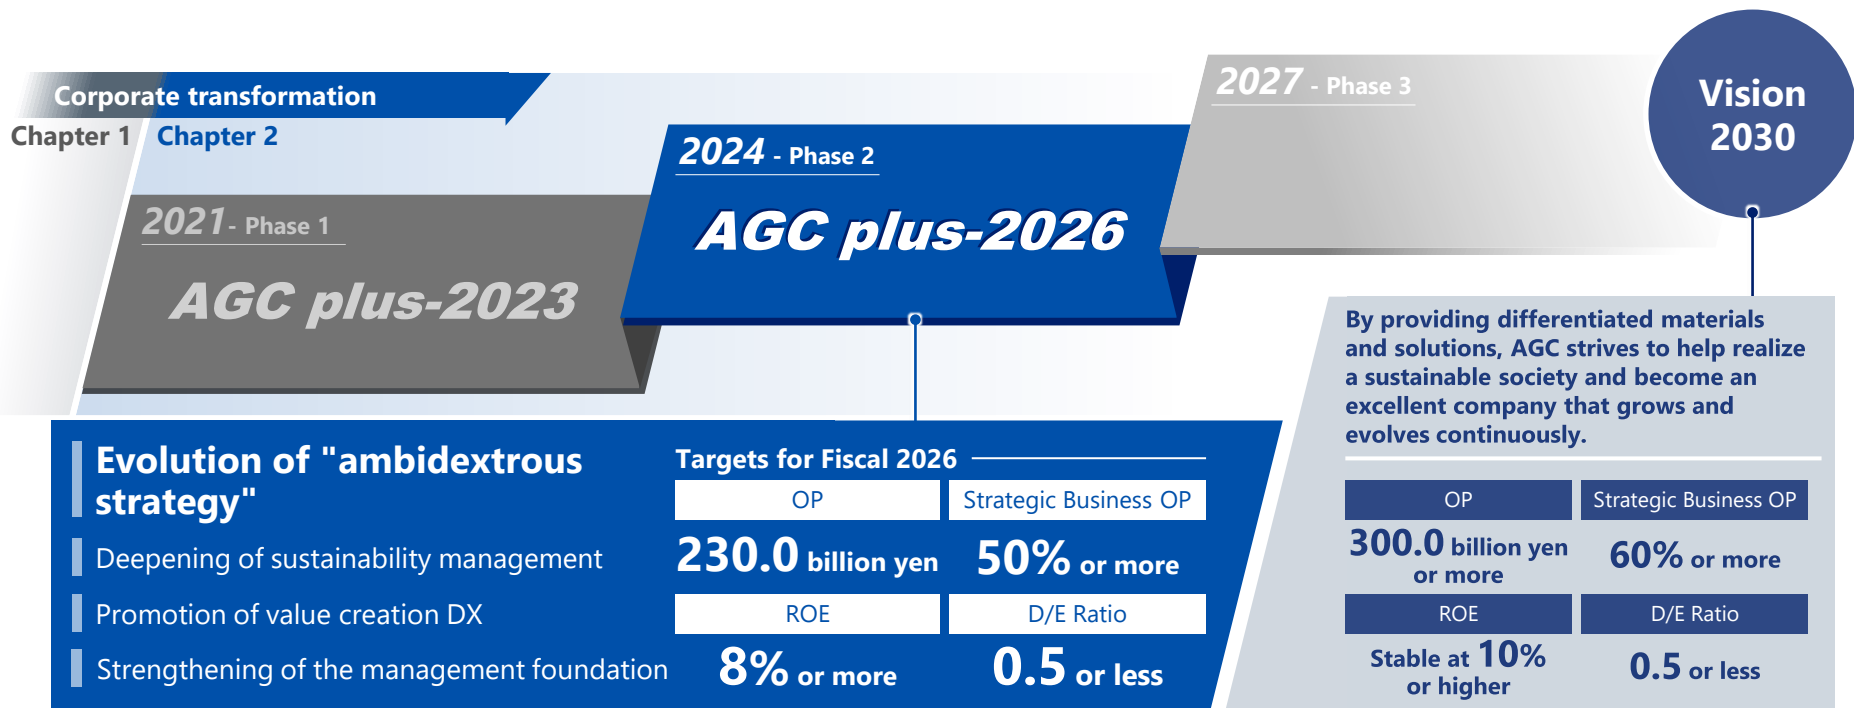 Corporate transformation
Chapter 1
Chapter 2
2021 - Phase 1
AGC plus-2023
2024 - Phase 2
AGC plus-2026
2027 - Phase 3
Vision
2030
Evolution of "ambidextrous
strategy"
Deepening of sustainability management
Promotion of value creation DX
Strengthening of the management foundation
Targets for Fiscal 2026
OP
Strategic Business OP
230.0 billion yen
50% or more
ROE
D/E Ratio
8% or more
0.5 or less
By providing differentiated materials
and solutions, AGC strives to help realize
a sustainable society and become an
excellent company that grows and
evolves continuously.
OP
Strategic Business OP
300.0 billion yen
or more
60% or more
ROE
D/E Ratio
Stable at 10%
or higher
0.5 or less